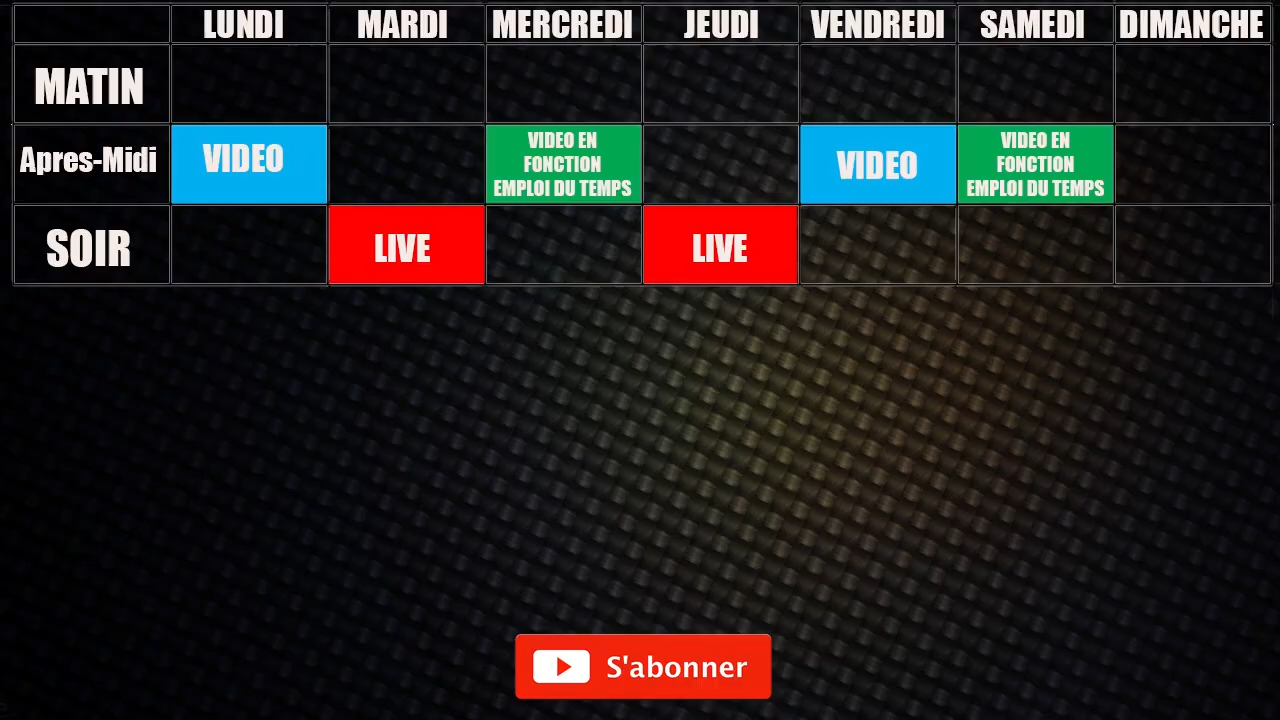 LUNDI MARDI MERCREDI JEUDI VENDREDI SAMEDI DIMANCHE
MATIN
Apres-Midi VIDEO VIDEO EN FONCTION EMPLOI DU TEMPS VIDEO VIDEO EN FONCTION EMPLOI DU TEMPS
SOIR LIVE LIVE
S'abonner